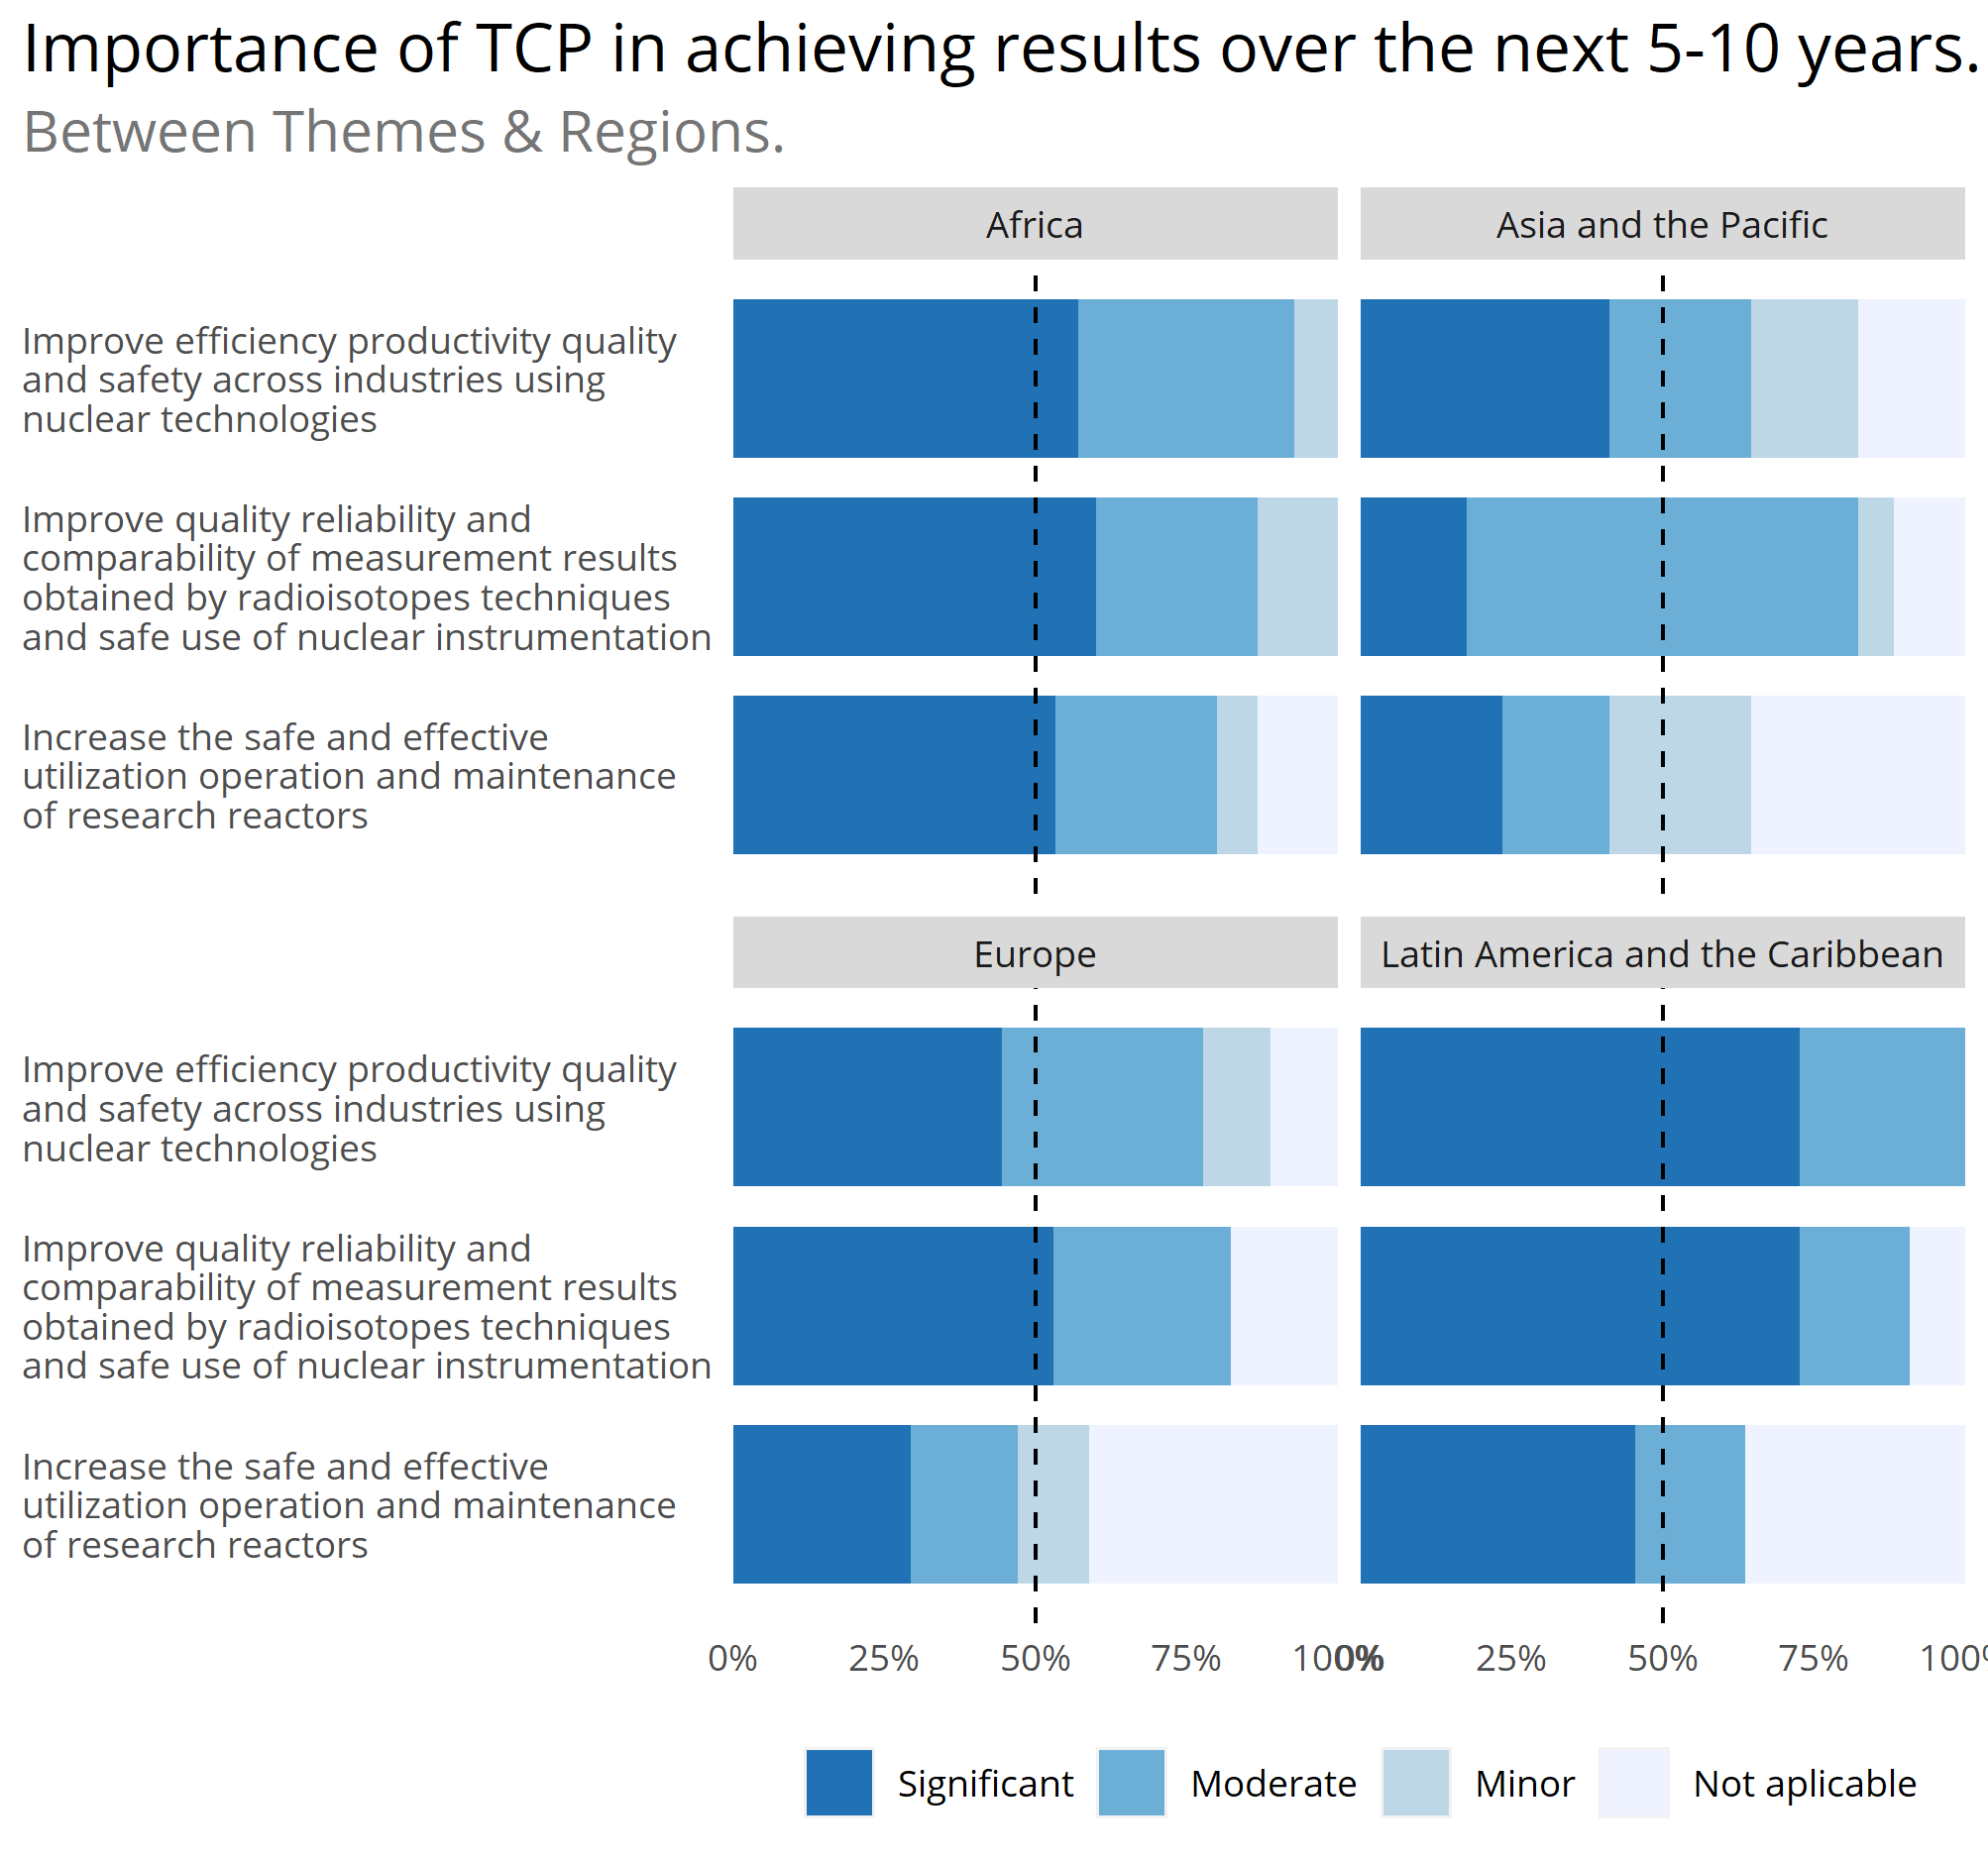 Importance of TCP in achieving results over the next 5-10 years.
Between Themes & Regions.
Africa
Asia and the Pacific
Improve efficiency productivity quality
and safety across industries using
nuclear technologies
Improve quality reliability and
comparability of measurement results
obtained by radioisotopes techniques
and safe use of nuclear instrumentation
Increase the safe and effective
utilization operation and maintenance
of research reactors
Europe
Latin America and the Caribbean
Improve efficiency productivity quality
and safety across industries using
nuclear technologies
Improve quality reliability and
comparability of measurement results
obtained by radioisotopes techniques
and safe use of nuclear instrumentation
Increase the safe and effective
utilization operation and maintenance
of research reactors
0% 25% 50% 75% 100% 0% 25% 50% 75% 100%
Significant Moderate Minor Not aplicable